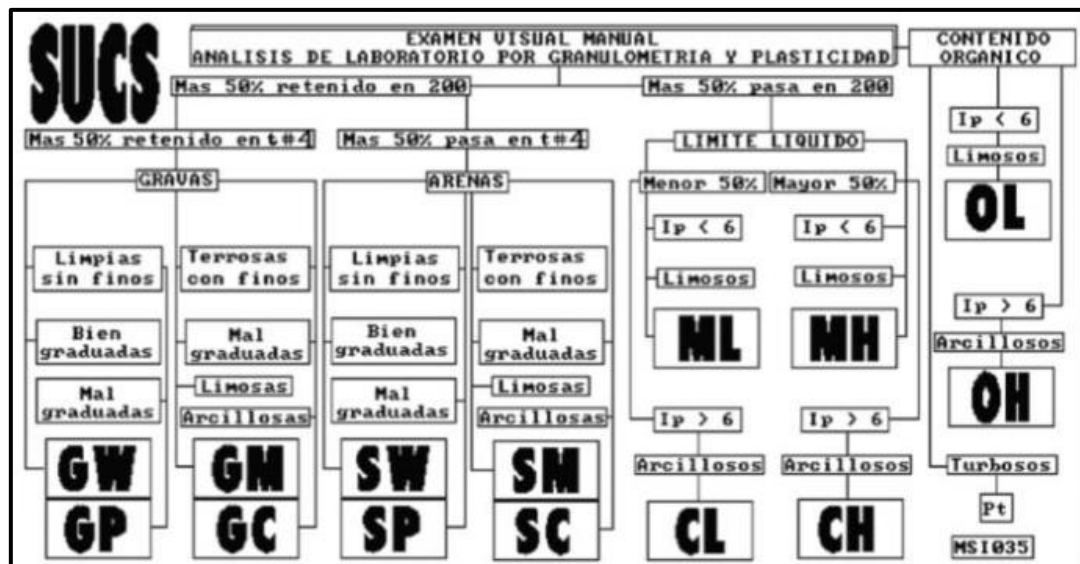 SUCS
EXAMEN VISUAL MANUAL
ANALISIS DE LABORATORIO POR GRANULOMETRIA Y PLASTICIDAD
CONTENIDO
ORGANICO
Mas 50% retenido en 200
Mas 50% pasa en 200
Mas 50% retenido en t#4
Mas 50% pasa en t#4
GRAVAS
ARENAS
LIMITE LIQUIDO
Menor 50%
Mayor 50%
Limpias
sin finos
Terrosas
con finos
Limpias
sin finos
Terrosas
con finos
Bien
graduadas
Mal
graduadas
Bien
graduadas
Mal
graduadas
Mal
graduadas
Limosas
Arcillosas
Mal
graduadas
Limosas
Arcillosas
GW
GP
GM
GC
SW
SP
SM
SC
Ip < 6
Limosos
ML
Ip < 6
Limosos
MH
Ip > 6
Arcillosos
CL
Ip > 6
Arcillosos
CH
Ip < 6
Limosos
OL
Ip > 6
Arcillosos
OH
Turbosos
Pt
MSI035